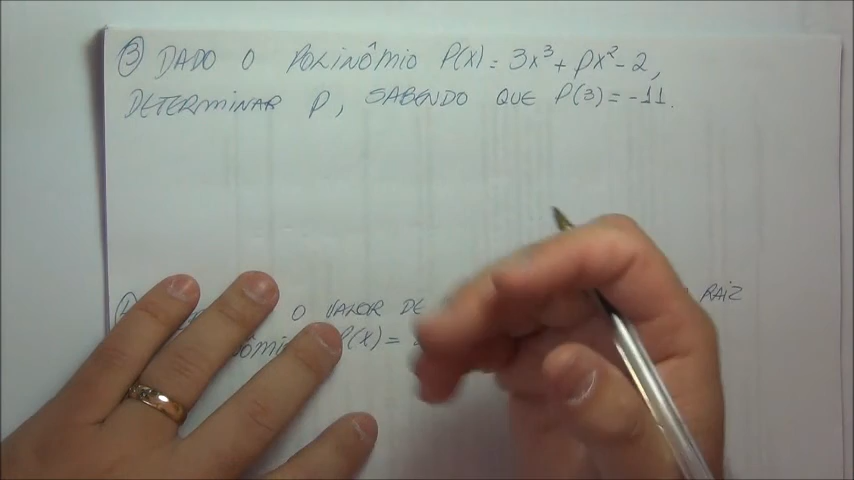 ③ DADO O POLINÔMIO P(X) = 3X³ + PX² - 2,
DETERMINAR P, SABENDO QUE P(3) = -11.
O VALOR DE RAIZ
P(X) =